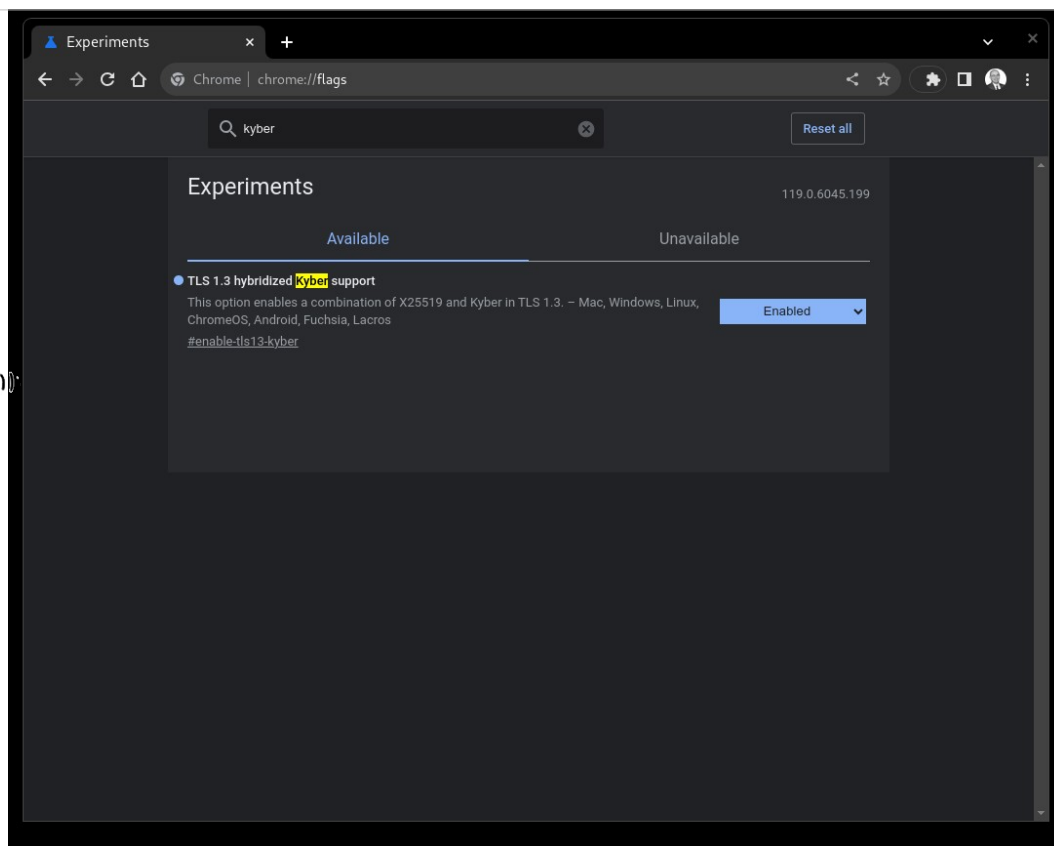 Experiments
Chrome | chrome://flags
kyber
Reset all
Experiments
119.0.6045.199
Available
Unavailable
TLS 1.3 hybridized Kyber support
This option enables a combination of X25519 and Kyber in TLS 1.3. – Mac, Windows, Linux,
ChromeOS, Android, Fuchsia, Lacros
#enable-tls13-kyber
Enabled